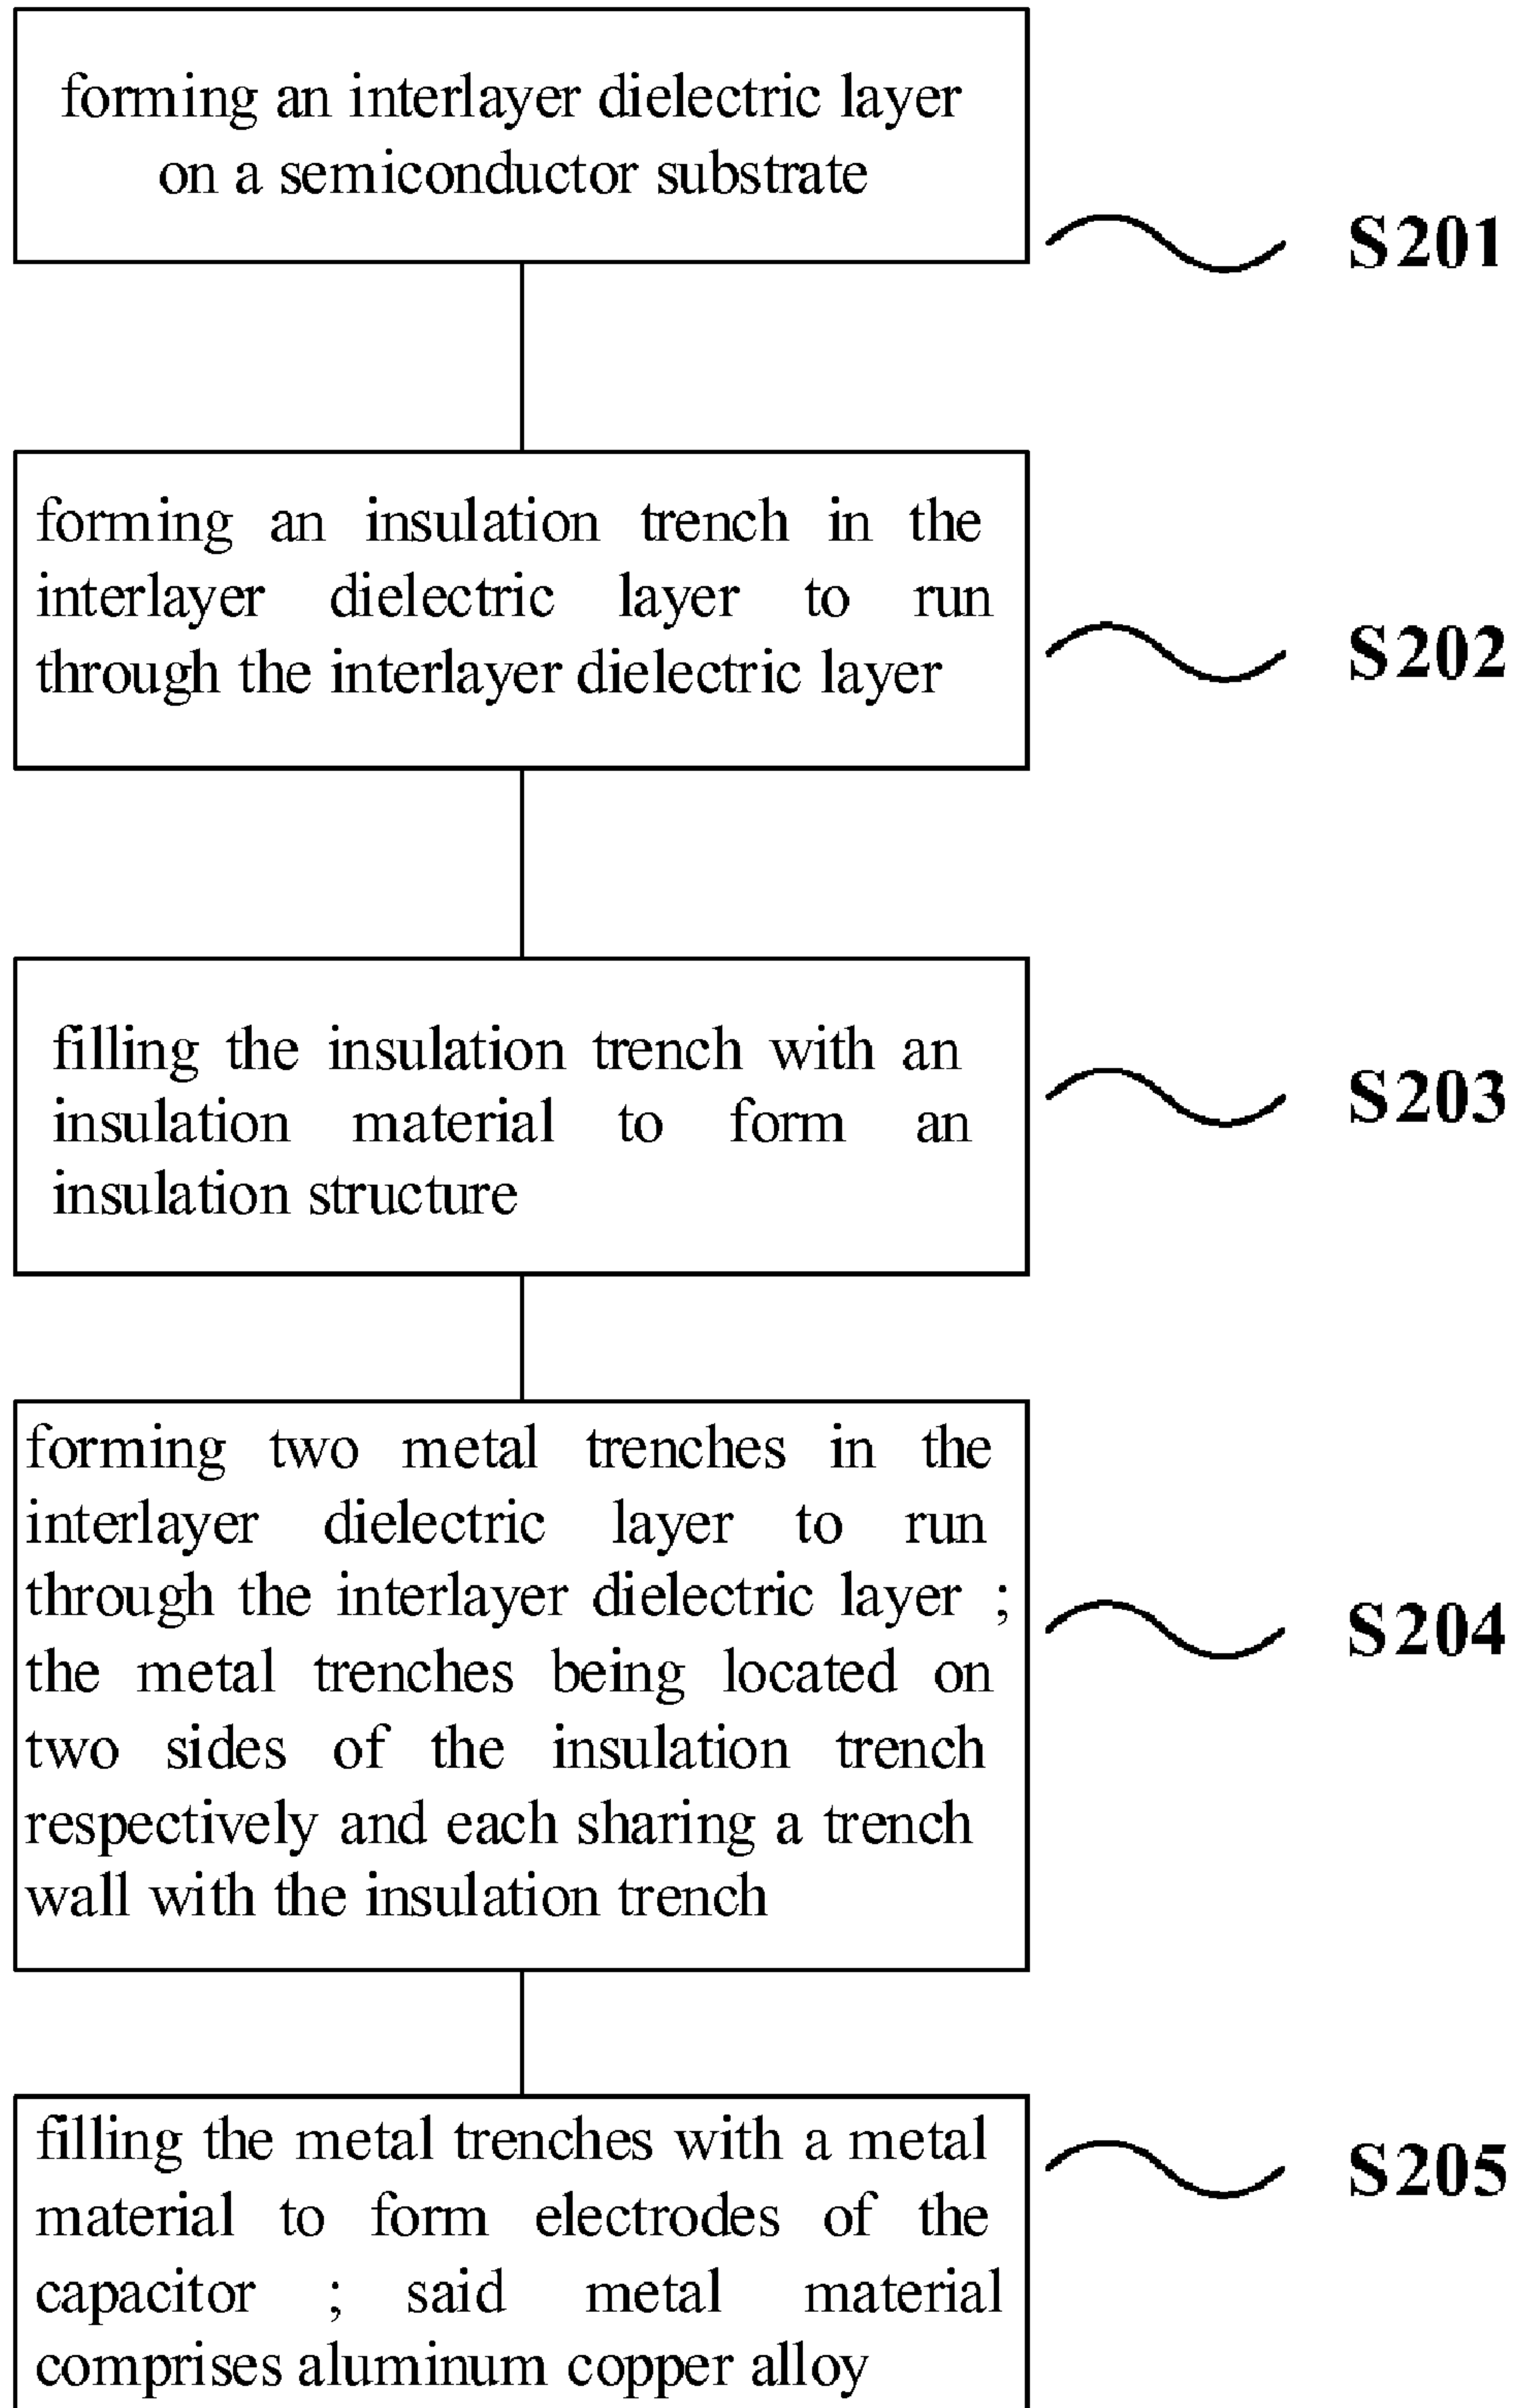 forming an interlayer dielectric layer
on a semiconductor substrate
S201
forming an insulation trench in the
interlayer dielectric layer to run
through the interlayer dielectric layer
S202
filling the insulation trench with an
insulation material to form an
insulation structure
S203
forming two metal trenches in the
interlayer dielectric layer to run
through the interlayer dielectric layer ;
the metal trenches being located on
two sides of the insulation trench
respectively and each sharing a trench
wall with the insulation trench
S204
filling the metal trenches with a metal
material to form electrodes of the
capacitor ; said metal material
comprises aluminum copper alloy
S205